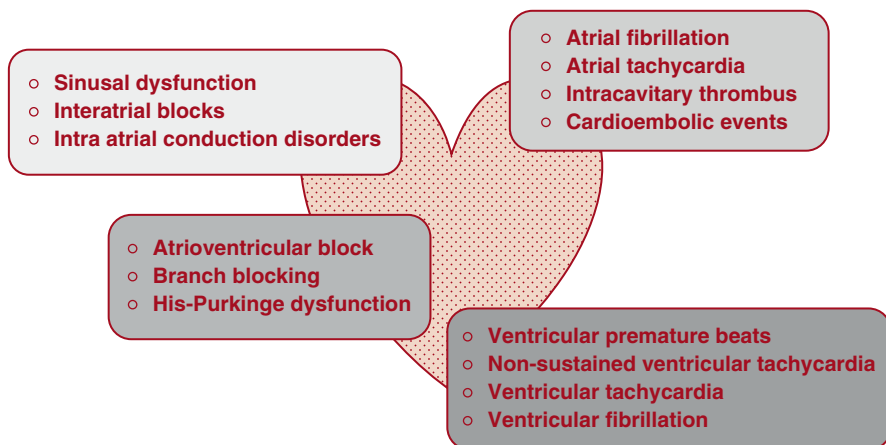 ○ Sinusal dysfunction
○ Interatrial blocks
○ Intra atrial conduction disorders
○ Atrial fibrillation
○ Atrial tachycardia
○ Intracavitary thrombus
○ Cardioembolic events
○ Atrioventricular block
○ Branch blocking
○ His-Purkinge dysfunction
○ Ventricular premature beats
○ Non-sustained ventricular tachycardia
○ Ventricular tachycardia
○ Ventricular fibrillation